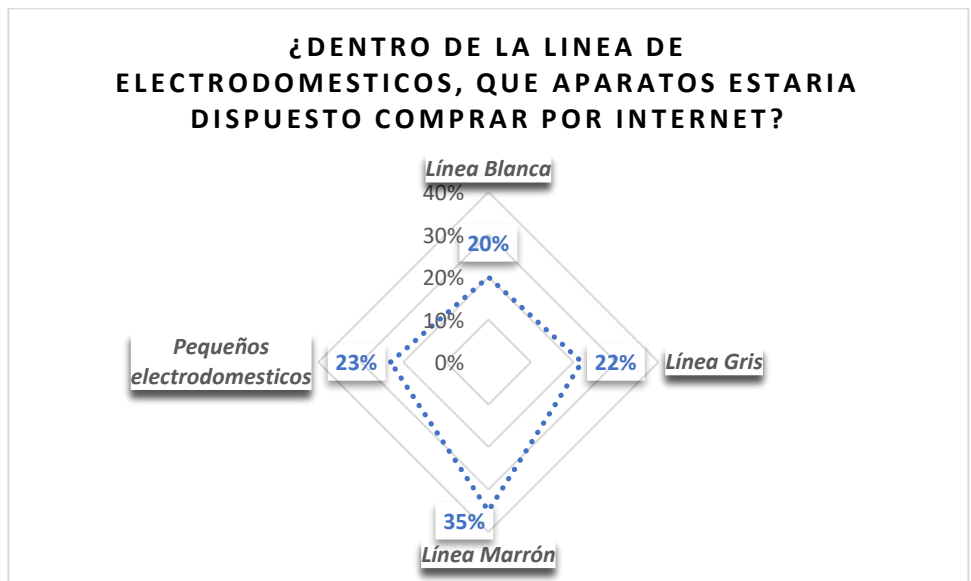 ¿DENTRO DE LA LINEA DE
ELECTRODOMESTICOS, QUE APARATOS ESTARIA
DISPUESTO COMPRAR POR INTERNET?
Línea Blanca
40%
30%
20%
20%
10%
0%
Pequeños
electrodomesticos
23%
22%
Línea Gris
35%
Línea Marrón